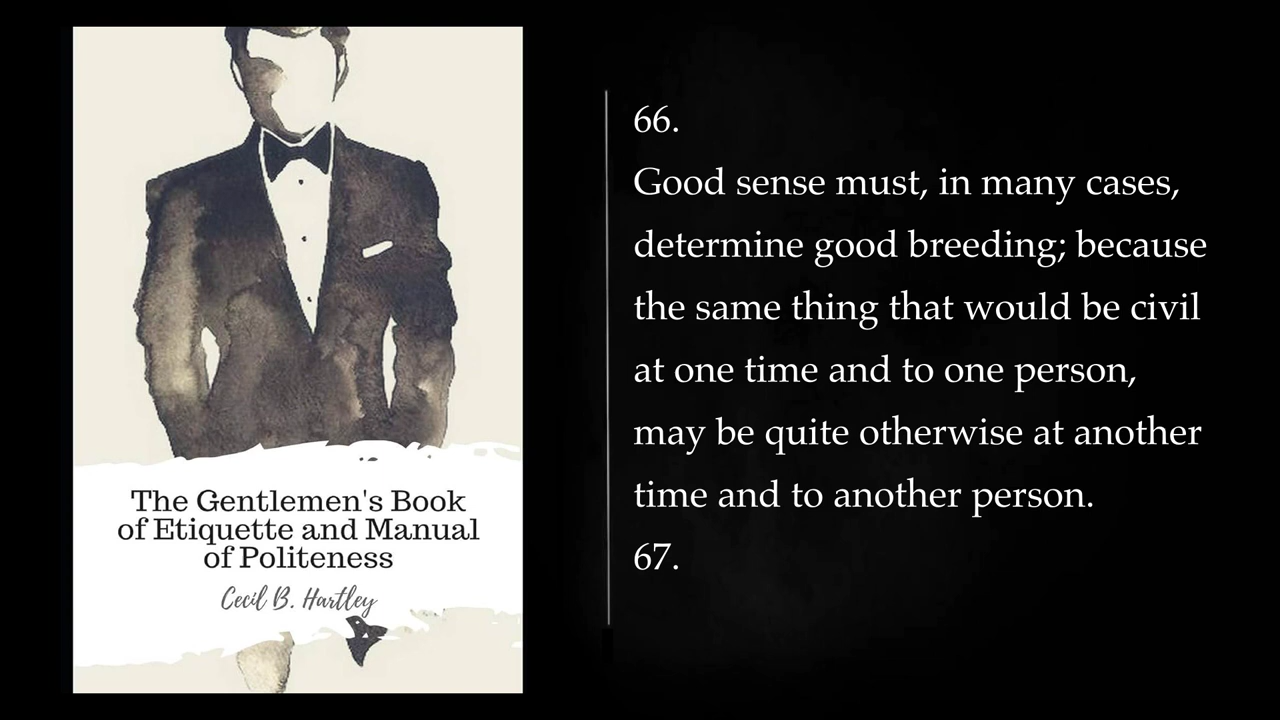 The Gentlemen's Book
of Etiquette and Manual
of Politeness
Cecil B. Hartley
66.
Good sense must, in many cases,
determine good breeding; because
the same thing that would be civil
at one time and to one person,
may be quite otherwise at another
time and to another person.
67.